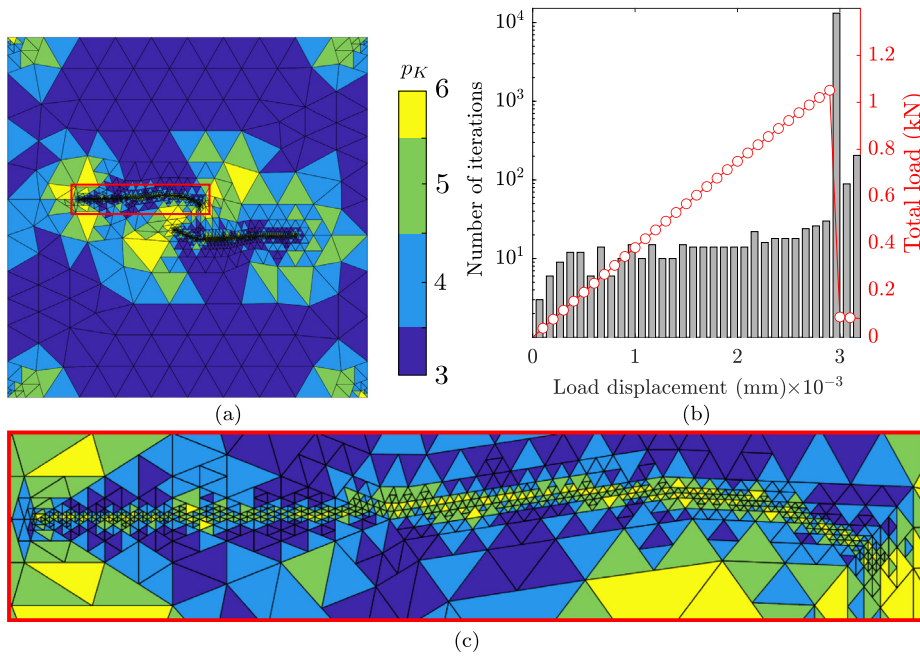 p_K
6
5
4
3
(a)
Number of iterations
10^4
10^3
10^2
10^1
0
1
2
3
Load displacement (mm)×10^−3
1.2
1
0.8
0.6
0.4
0.2
0
Total load (kN)
(b)
(c)